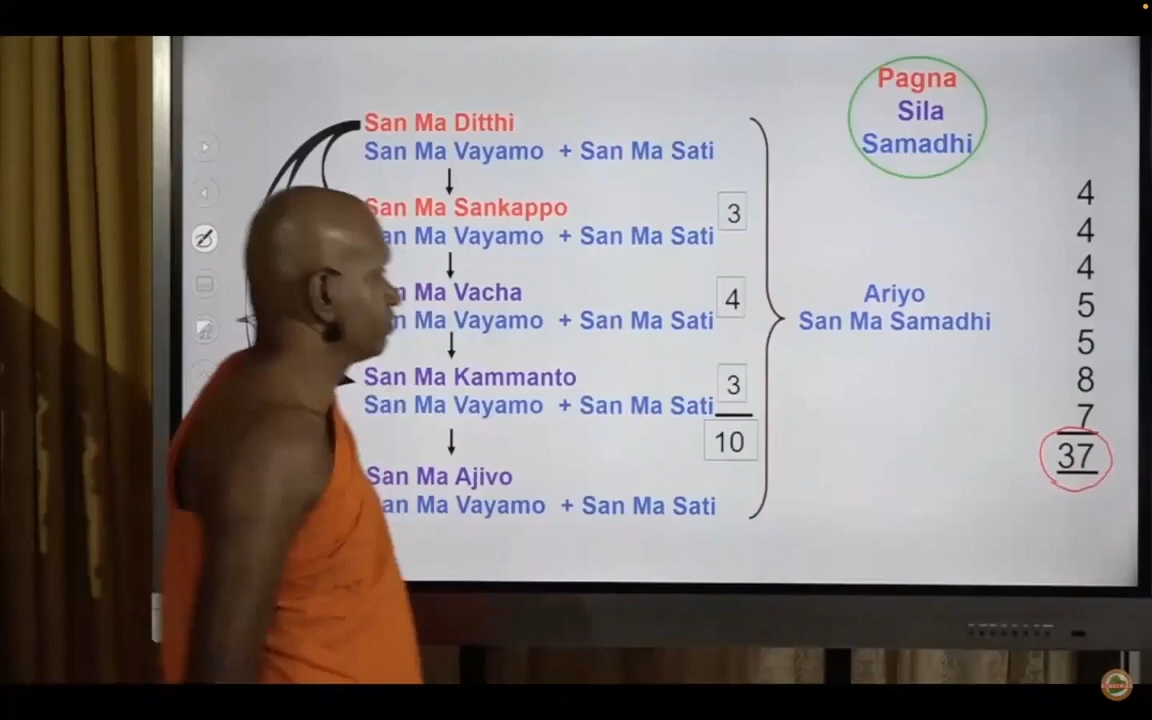 Pagna
Sila
Samadhi
San Ma Ditthi
San Ma Vayamo + San Ma Sati
San Ma Sankappo
3
an Ma Vayamo + San Ma Sati
Ma Vacha
4
Ma Vayamo + San Ma Sati
San Ma Kammanto
3
San Ma Vayamo + San Ma Sati
10
San Ma Ajivo
an Ma Vayamo + San Ma Sati
Ariyo
San Ma Samadhi
4
4
4
5
5
8
7
37